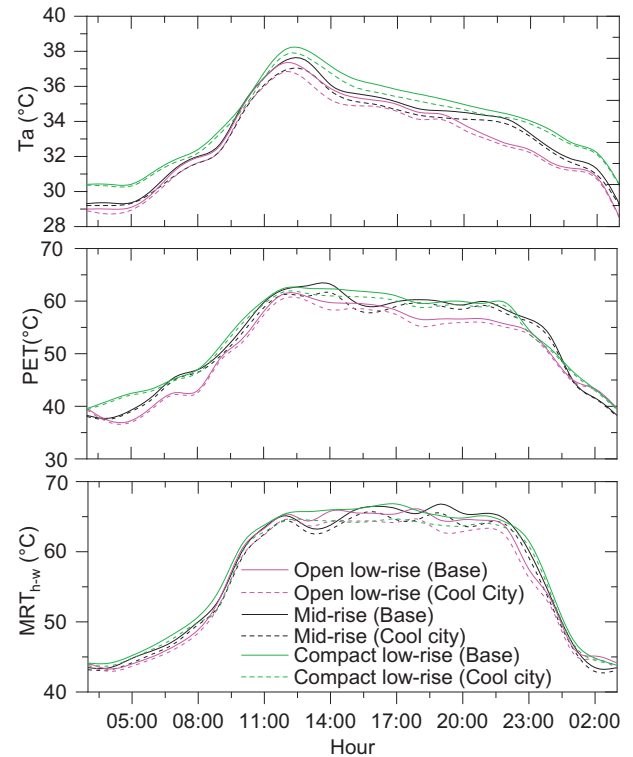 40
38
36
34
32
30
28
Ta (°C)
70
60
50
40
30
PET(°C)
70
60
50
40
MRTh-w (°C)
Open low-rise (Base)
Open low-rise (Cool City)
Mid-rise (Base)
Mid-rise (Cool city)
Compact low-rise (Base)
Compact low-rise (Cool city)
05:00 08:00 11:00 14:00 17:00 20:00 23:00 02:00
Hour